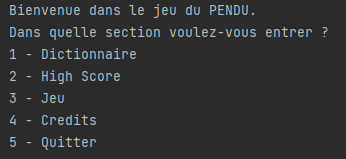 Bienvenue dans le jeu du PENDU.
Dans quelle section voulez-vous entrer ?
1 - Dictionnaire
2 - High Score
3 - Jeu
4 - Credits
5 - Quitter